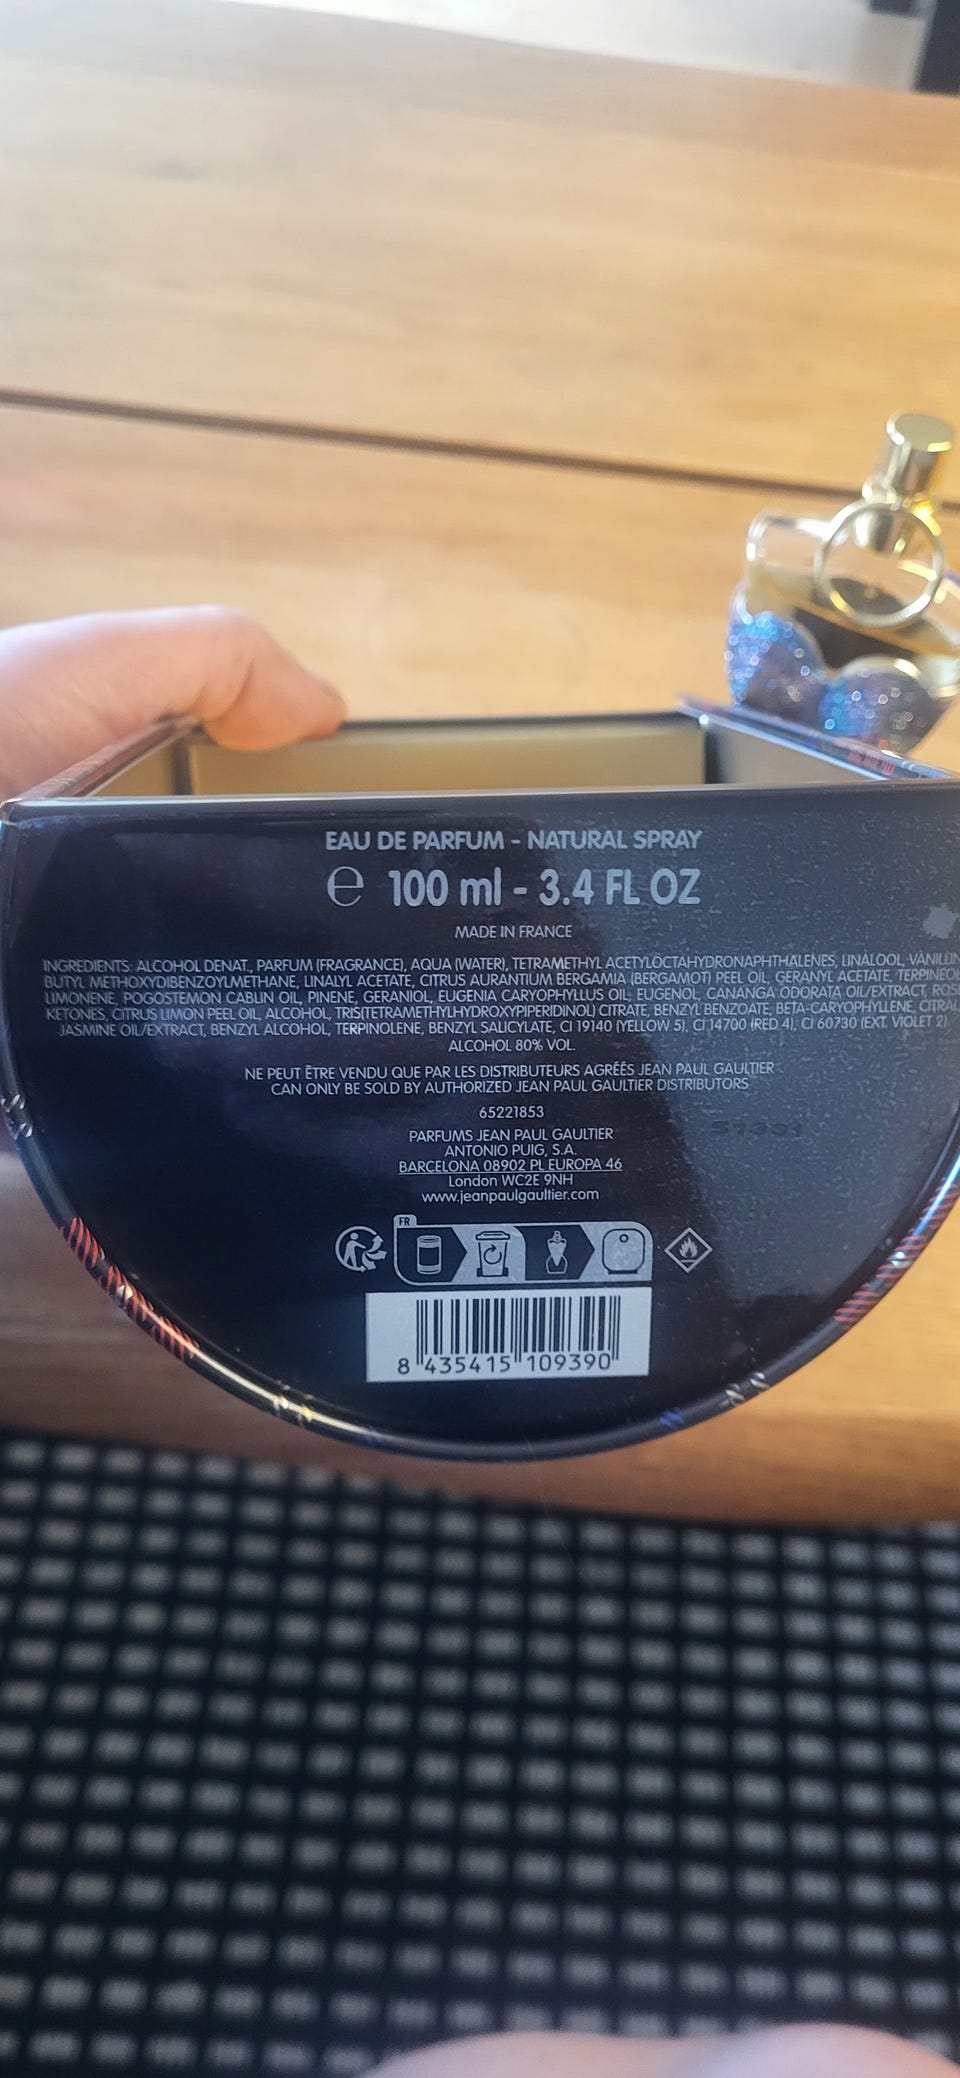 EAU DE PARFUM - NATURAL SPRAY
e 100 ml - 3.4 FL OZ
MADE IN FRANCE
INGREDIENTS: ALCOHOL DENAT., PARFUM (FRAGRANCE), AQUA (WATER), TETRAMETHYL ACETYLOCTAHYDRONAPHTHALENES, LINALOOL, VANILLIN
BUTYL METHOXYDIBENZOYLMETHANE, LINALYL ACETATE, CITRUS AURANTIUM BERGAMIA (BERGAMOT) PEEL OIL, GERANYL ACETATE, TERPINEOL
LIMONENE, POGOSTEMON CABLIN OIL, PINENE, GERANIOL, EUGENIA CARYOPHYLLUS OIL, EUGENOL, CANANGA ODORATA OIL/EXTRACT, ROSE
KETONES, CITRUS LIMON PEEL OIL, ALCOHOL, TRIS(TETRAMETHYLHYDROXYPIPERIDINOL) CITRATE, BENZYL BENZOATE, BETA-CARYOPHYLLENE, CITRAL
JASMINE OIL/EXTRACT, BENZYL ALCOHOL, TERPINOLENE, BENZYL SALICYLATE, CI 19140 (YELLOW 5), CI 14700 (RED 4), CI 60730 (EXT. VIOLET 2)
ALCOHOL 80% VOL.
NE PEUT ÊTRE VENDU QUE PAR LES DISTRIBUTEURS AGRÉÉS JEAN PAUL GAULTIER
CAN ONLY BE SOLD BY AUTHORIZED JEAN PAUL GAULTIER DISTRIBUTORS
65221853
PARFUMS JEAN PAUL GAULTIER
ANTONIO PUIG, S.A.
BARCELONA 08902 PL EUROPA 46
London WC2E 9NH
www.jeanpaulgaultier.com
FR
8 435415 109390